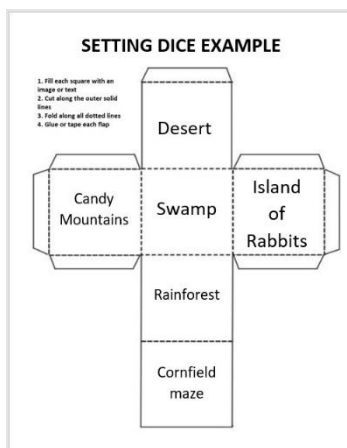 SETTING DICE EXAMPLE
1. Fill each square with an
image or text
2. Cut along the outer solid
lines
3. Fold along all dotted lines
4. Glue or tape each flap
Desert
Candy
Mountains
Swamp
Island
of
Rabbits
Rainforest
Cornfield
maze